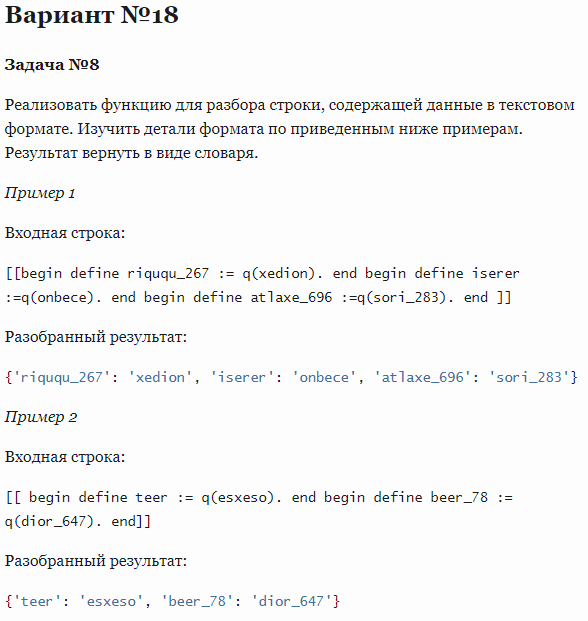 Вариант №18
Задача №8
Реализовать функцию для разбора строки, содержащей данные в текстовом
формате. Изучить детали формата по приведенным ниже примерам.
Результат вернуть в виде словаря.
Пример 1
Входная строка:
[[begin define riququ_267 := q(xedion). end begin define iserer
:=q(onbece). end begin define atlaxe_696 :=q(sori_283). end ]]
Разобранный результат:
{'riququ_267': 'xedion', 'iserer': 'onbece', 'atlaxe_696': 'sori_283'}
Пример 2
Входная строка:
[[ begin define teer := q(esxeso). end begin define beer_78 :=
q(dior_647). end]]
Разобранный результат:
{'teer': 'esxeso', 'beer_78': 'dior_647'}